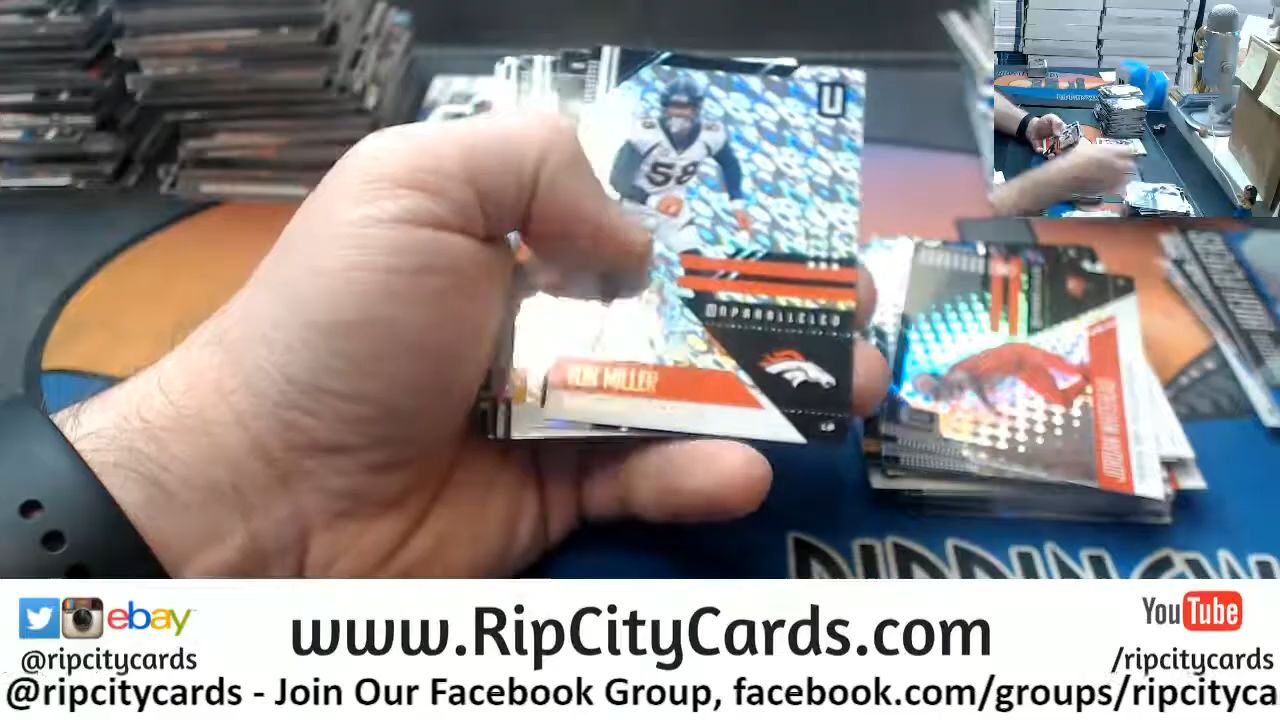 U
58
UNPARALLELED
VON MILLER
LB
www.RipCityCards.com
ebay
@ripcitycards
YouTube
/ripcitycards
@ripcitycards - Join Our Facebook Group, facebook.com/groups/ripcityca